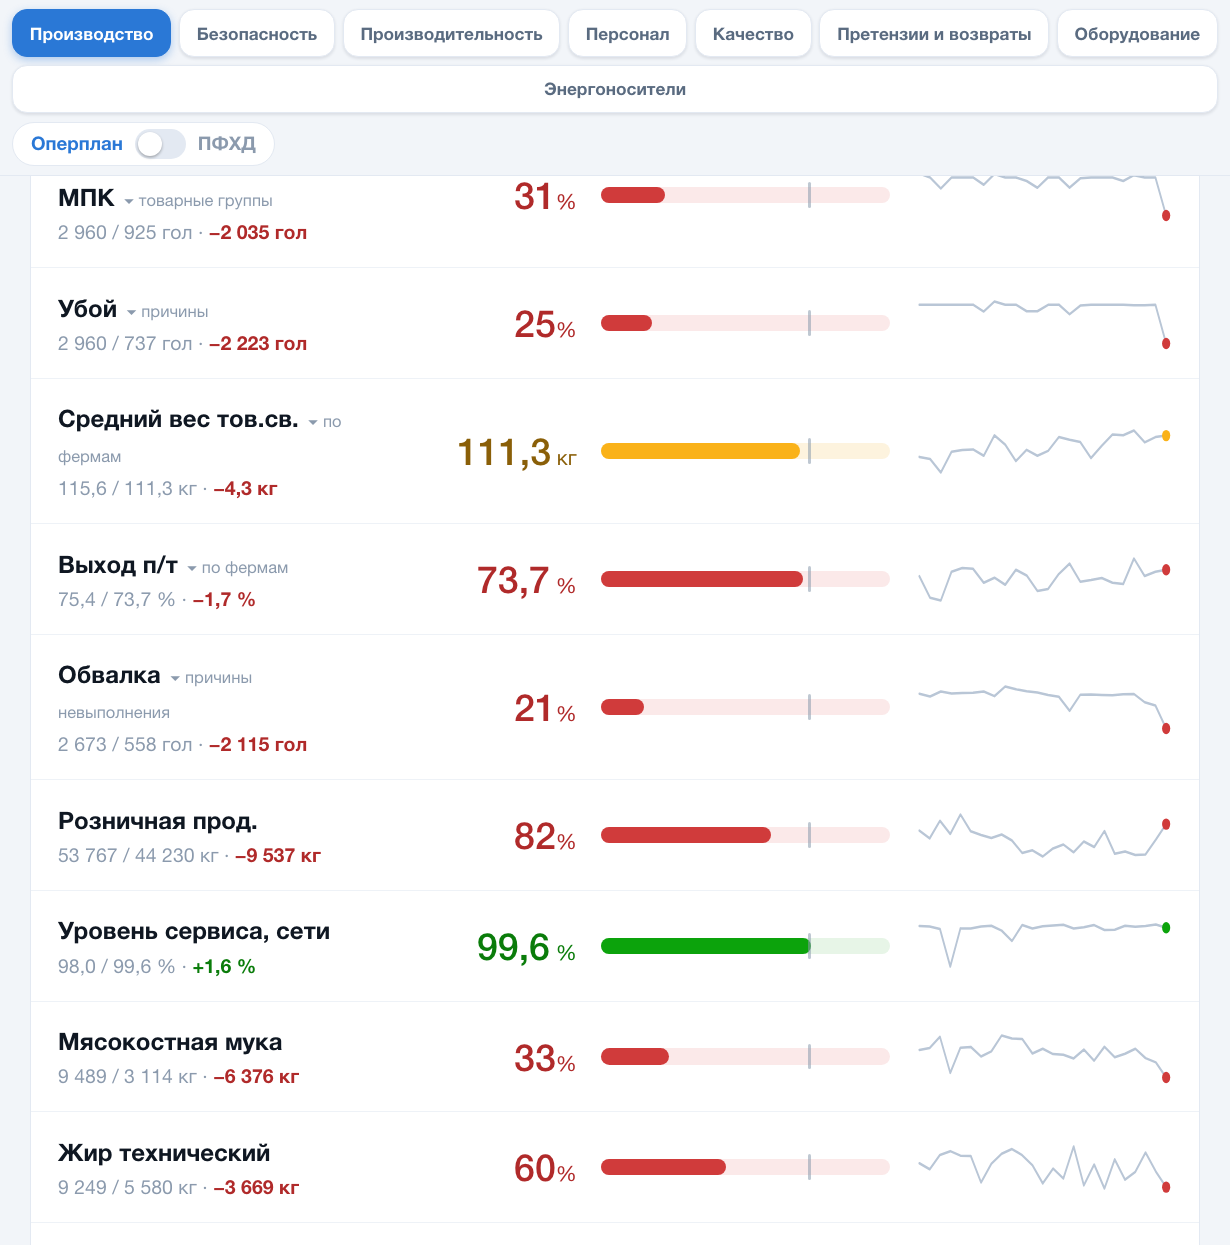 Производство
Безопасность
Производительность
Персонал
Качество
Претензии и возвраты
Оборудование
Энергоносители
Оперплан
ПФХД
МПК товарные группы
2 960 / 925 гол · −2 035 гол
31%
Убой причины
2 960 / 737 гол · −2 223 гол
25%
Средний вес тов.св. по
фермам
115,6 / 111,3 кг · −4,3 кг
111,3 кг
Выход п/т по фермам
75,4 / 73,7 % · −1,7 %
73,7 %
Обвалка причины
невыполнения
2 673 / 558 гол · −2 115 гол
21%
Розничная прод.
53 767 / 44 230 кг · −9 537 кг
82%
Уровень сервиса, сети
98,0 / 99,6 % · +1,6 %
99,6 %
Мясокостная мука
9 489 / 3 114 кг · −6 376 кг
33%
Жир технический
9 249 / 5 580 кг · −3 669 кг
60%